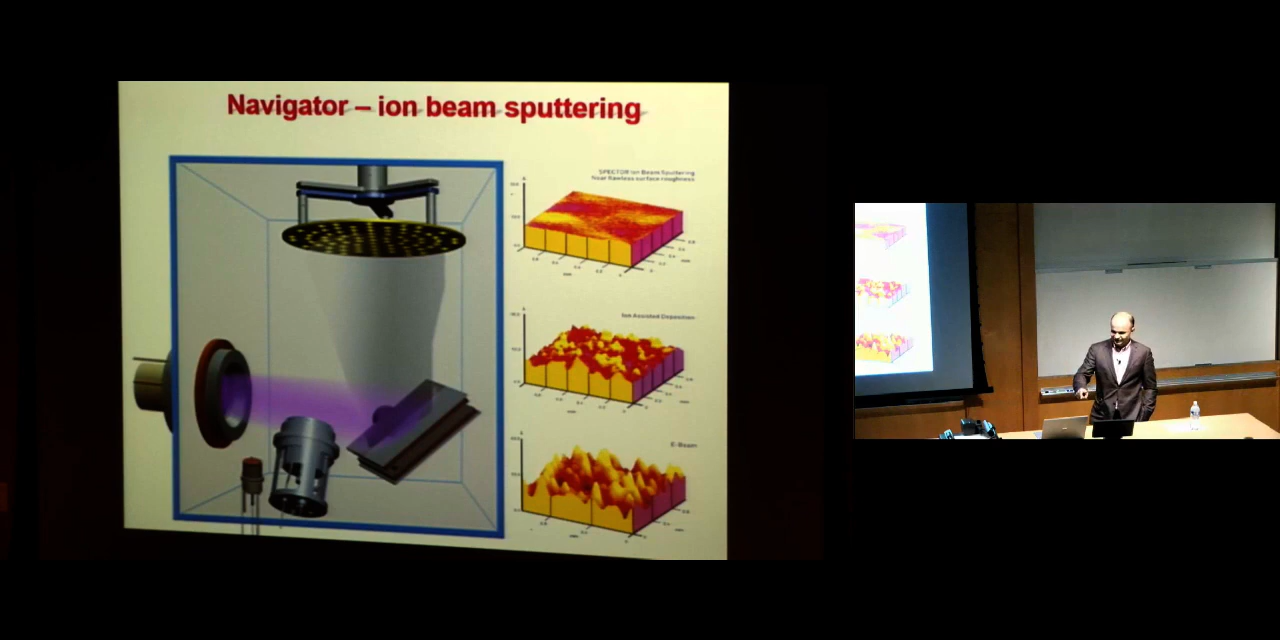 Navigator – ion beam sputtering
SPECTOR Ion Beam Sputtering
Near flawless surface roughness
Ion Assisted Deposition
E-Beam